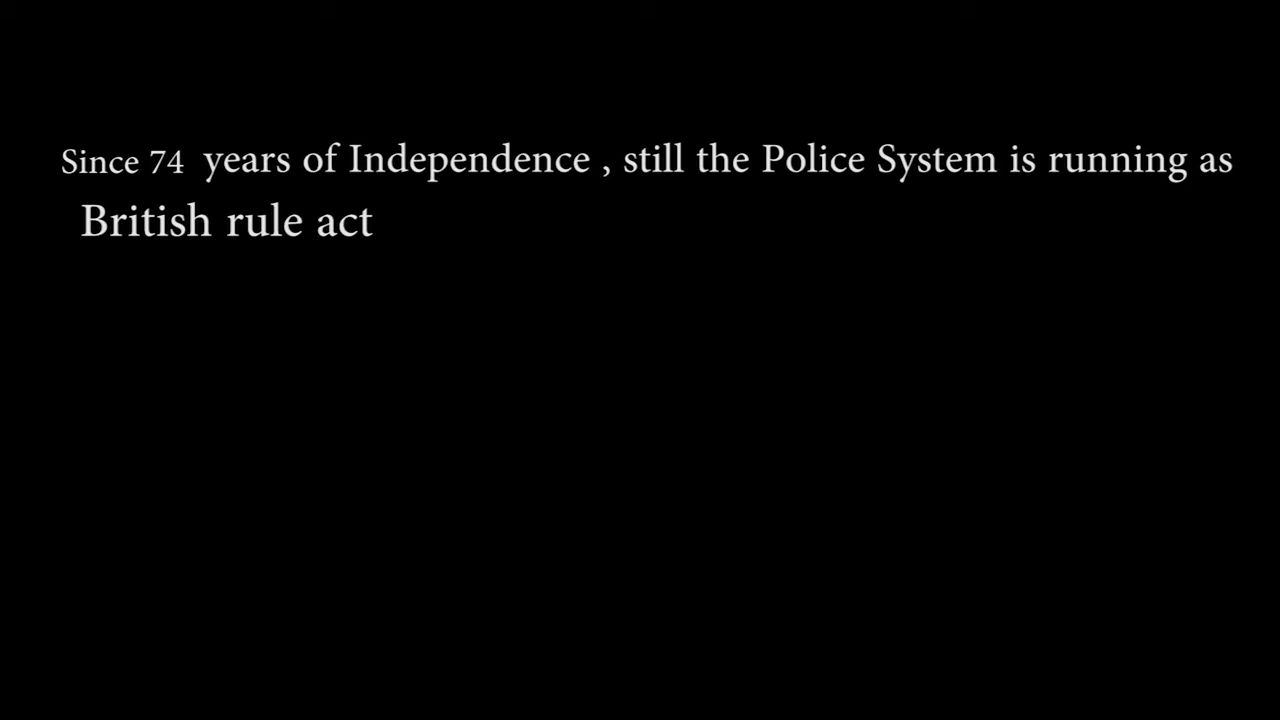 Since 74 years of Independence , still the Police System is running as
British rule act